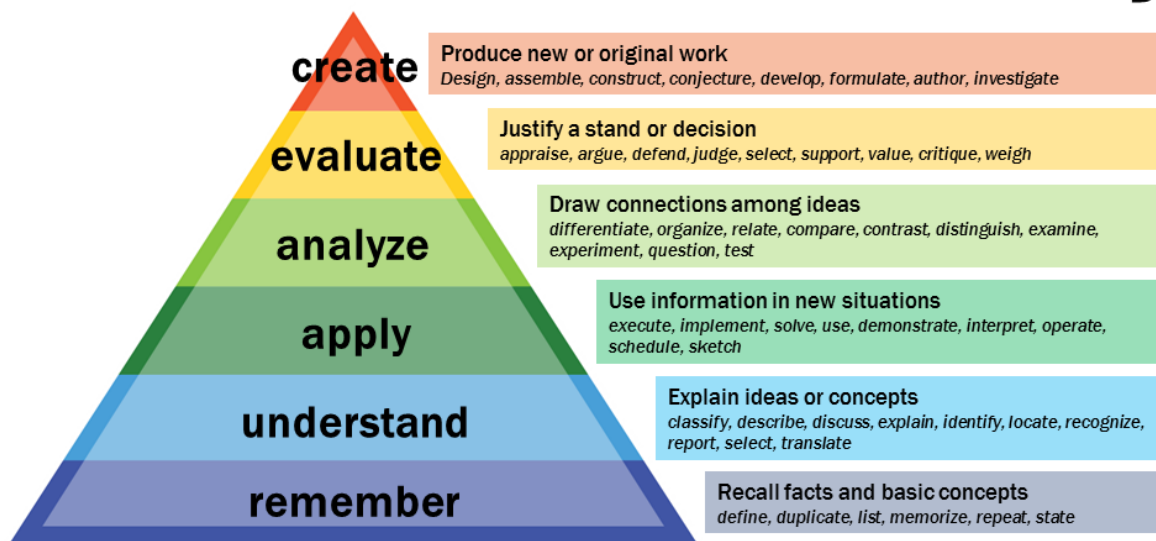 create
Produce new or original work
Design, assemble, construct, conjecture, develop, formulate, author, investigate
evaluate
Justify a stand or decision
appraise, argue, defend, judge, select, support, value, critique, weigh
analyze
Draw connections among ideas
differentiate, organize, relate, compare, contrast, distinguish, examine,
experiment, question, test
apply
Use information in new situations
execute, implement, solve, use, demonstrate, interpret, operate,
schedule, sketch
understand
Explain ideas or concepts
classify, describe, discuss, explain, identify, locate, recognize,
report, select, translate
remember
Recall facts and basic concepts
define, duplicate, list, memorize, repeat, state